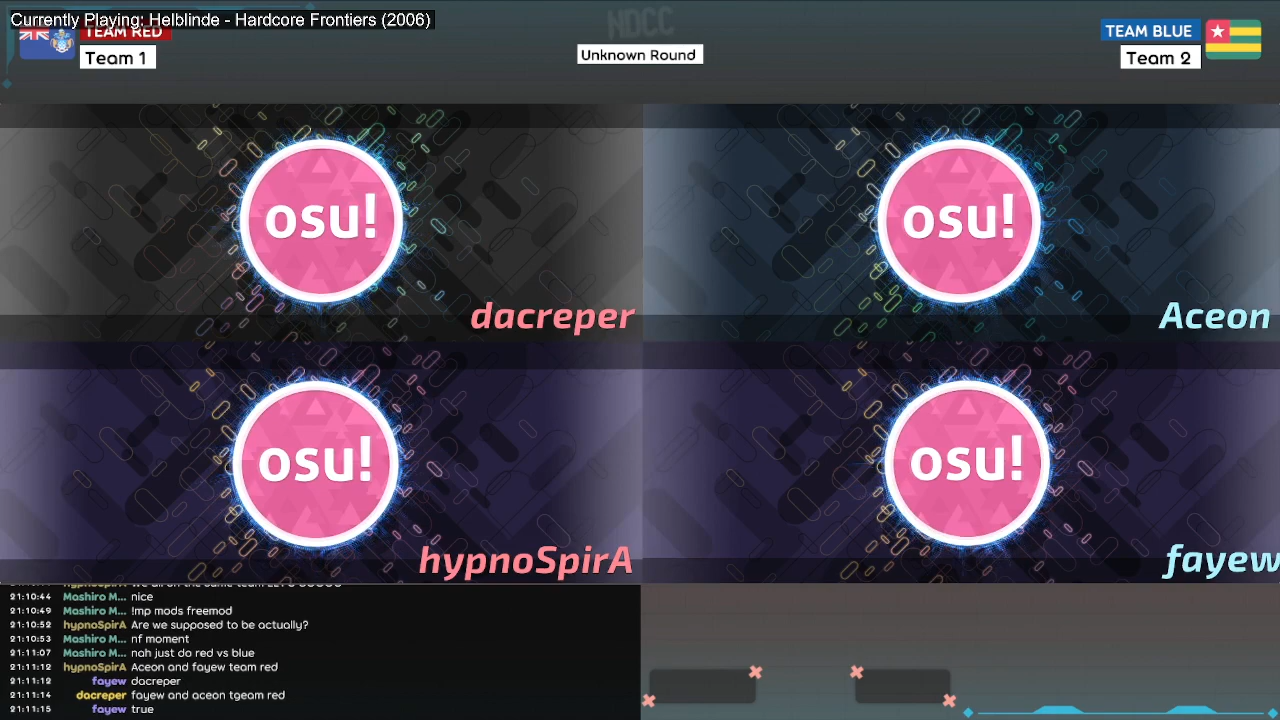 Currently Playing: Helblinde - Hardcore Frontiers (2006)
NDCC
TEAM RED
Team 1
Unknown Round
TEAM BLUE
Team 2
osu!
dacreper
osu!
Aceon
osu!
hypnoSpirA
osu!
fayew
21:10:44 Mashiro M... nice
21:10:49 Mashiro M... !mp mods freemod
21:10:52 hypnoSpirA Are we supposed to be actually?
21:10:53 Mashiro M... nf moment
21:11:07 Mashiro M... nah just do red vs blue
21:11:12 hypnoSpirA Aceon and fayew team red
21:11:12 fayew dacreper
21:11:14 dacreper fayew and aceon tgeam red
21:11:15 fayew true